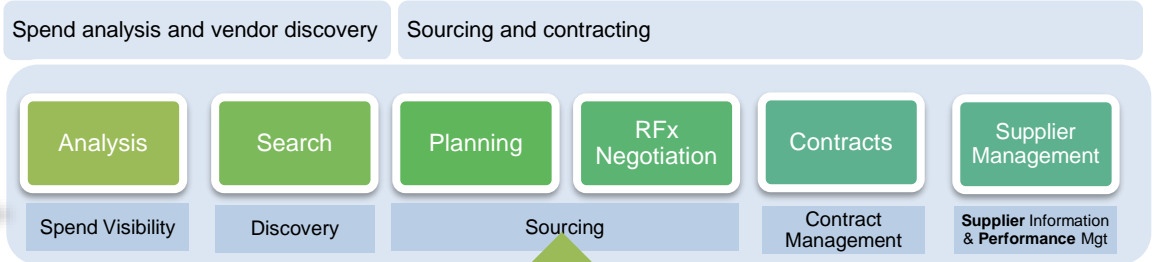 Spend analysis and vendor discovery
Sourcing and contracting
Analysis
Search
Planning
RFx
Negotiation
Contracts
Supplier
Management
Spend Visibility
Discovery
Sourcing
Contract
Management
Supplier Information
& Performance Mgt